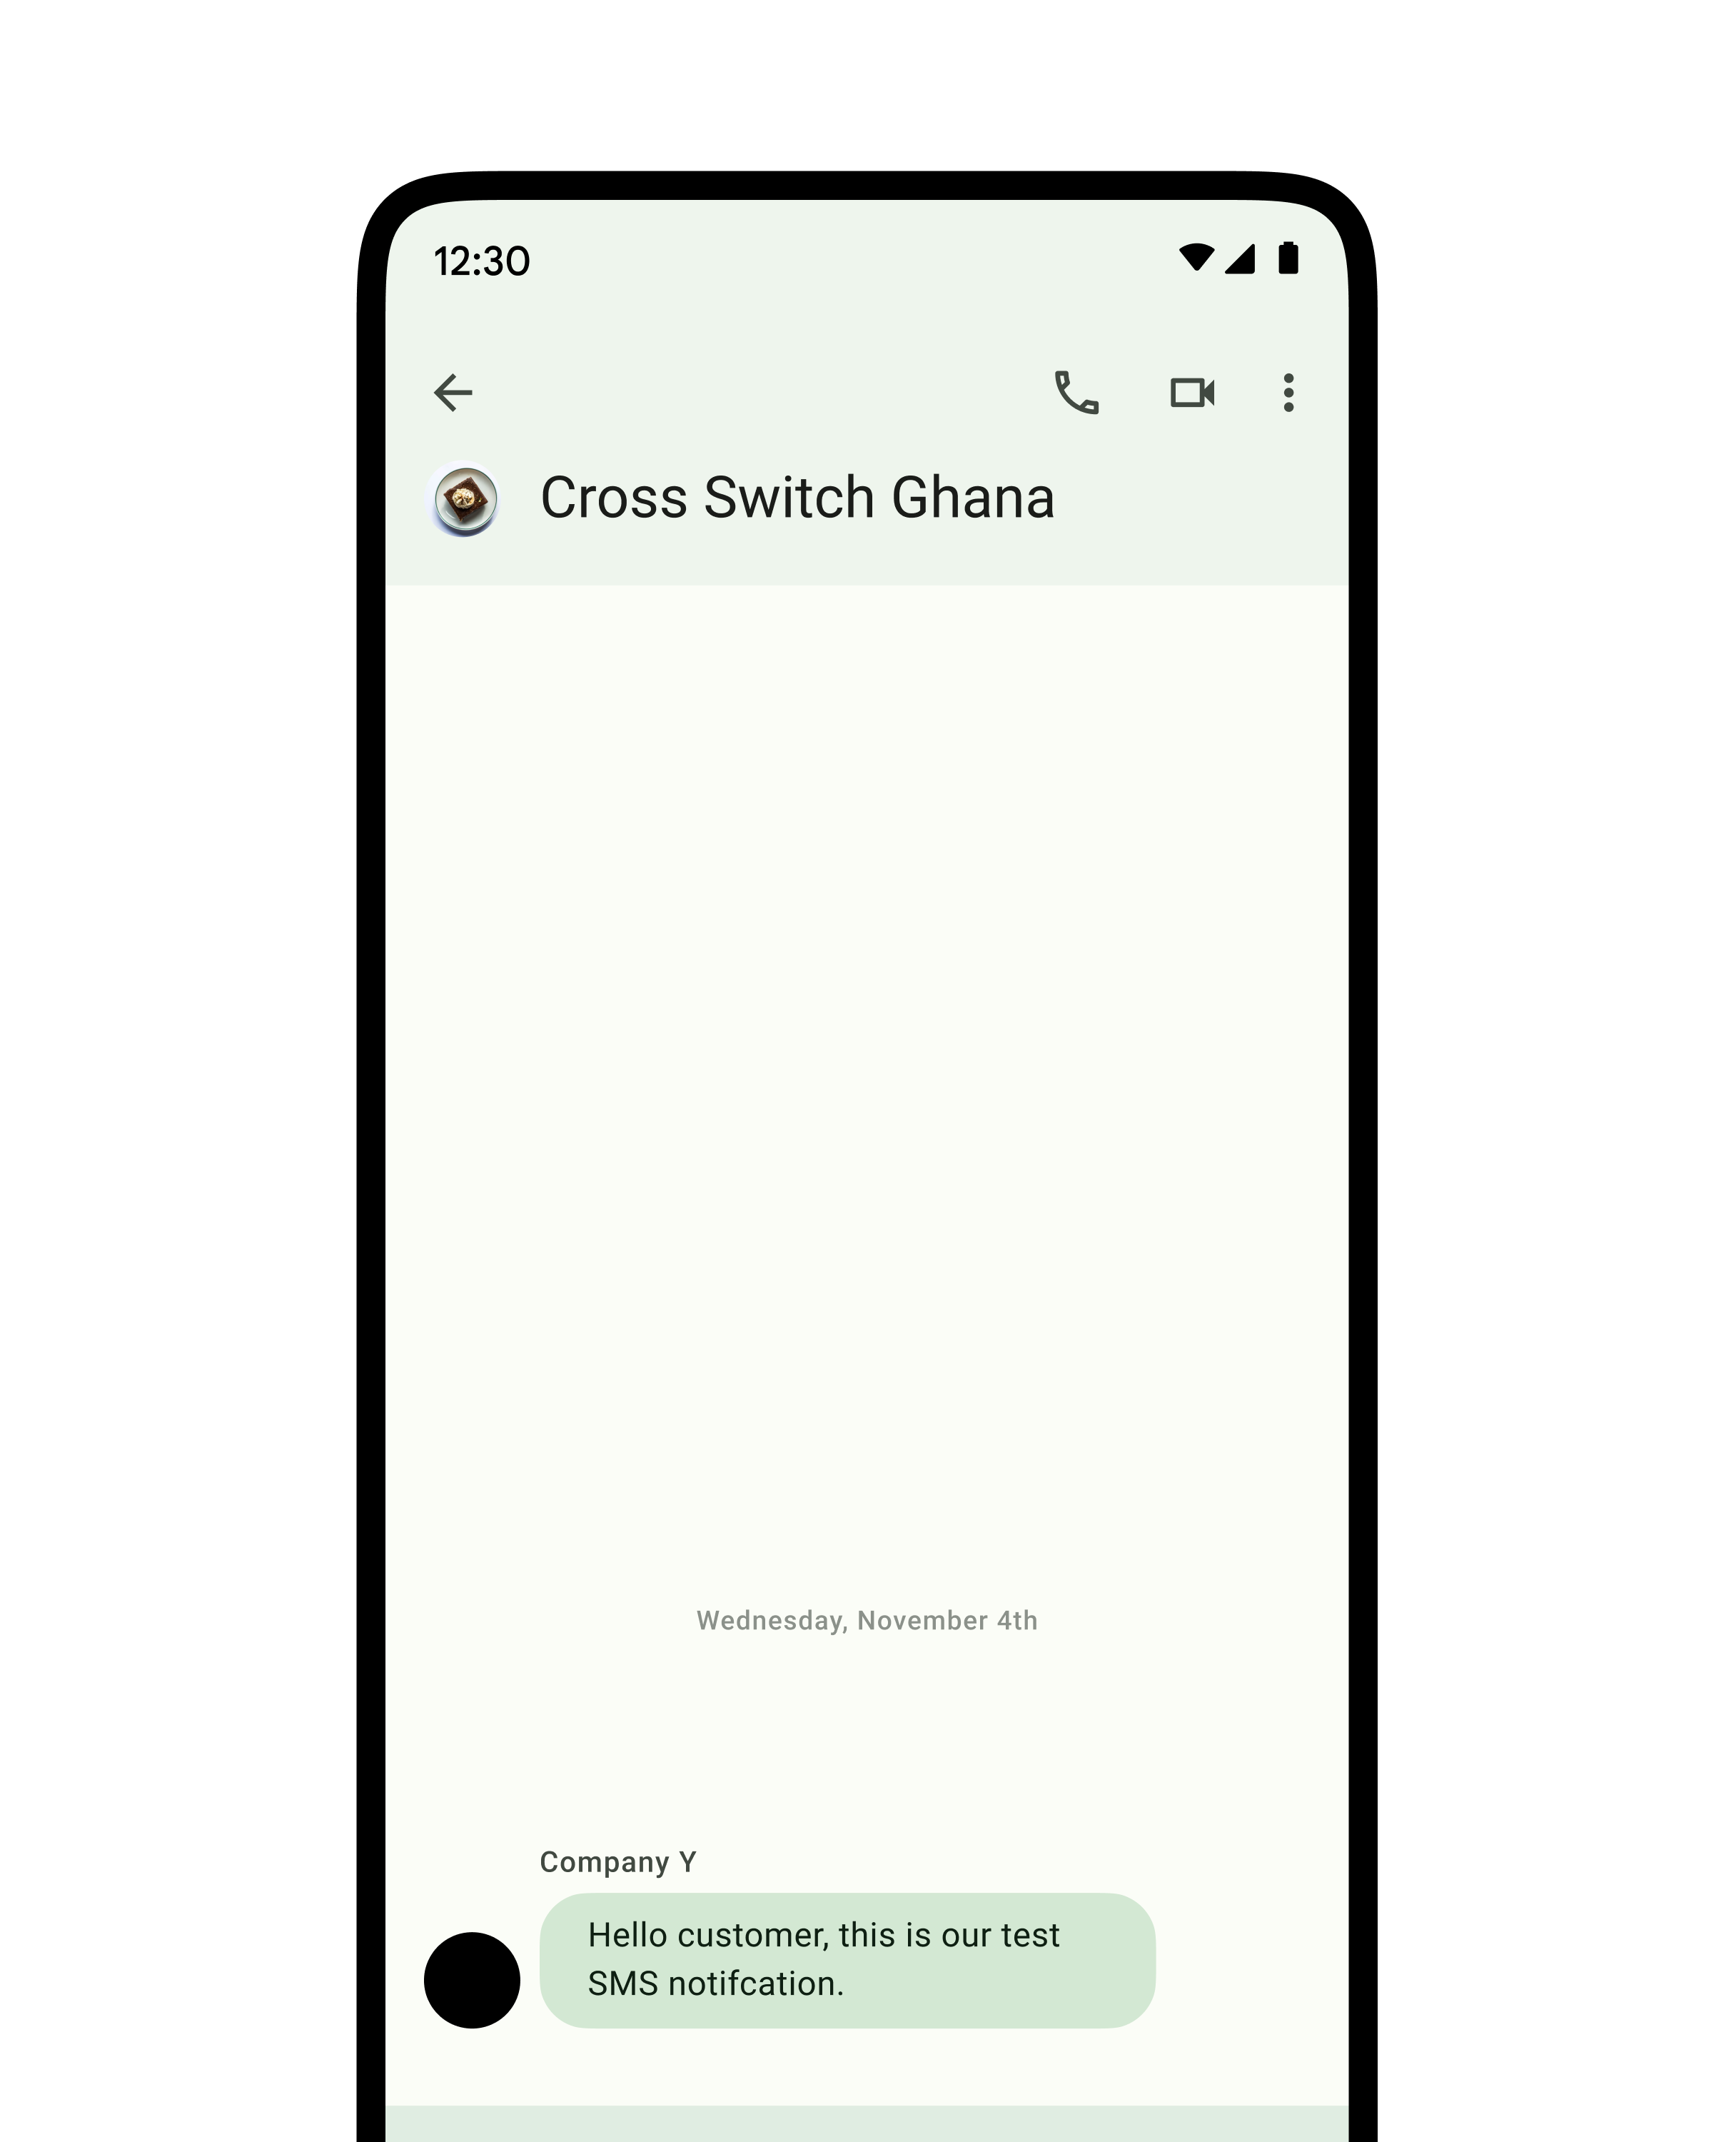 12:30
Cross Switch Ghana
Wednesday, November 4th
Company Y
Hello customer, this is our test
SMS notifcation.